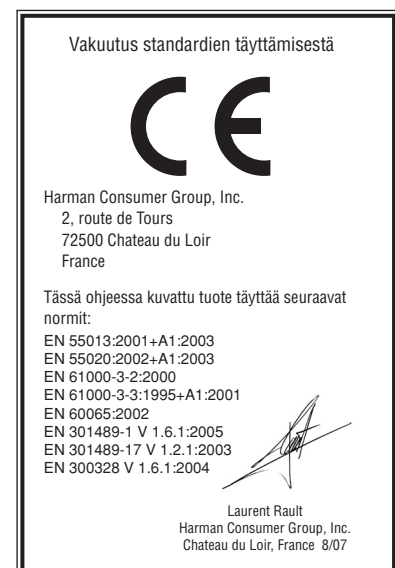 Vakuutus standardien täyttämisestä
CE
Harman Consumer Group, Inc.
2, route de Tours
72500 Chateau du Loir
France
Tässä ohjeessa kuvattu tuote täyttää seuraavat
normit:
EN 55013:2001+A1:2003
EN 55020:2002+A1:2003
EN 61000-3-2:2000
EN 61000-3-3:1995+A1:2001
EN 60065:2002
EN 301489-1 V 1.6.1:2005
EN 301489-17 V 1.2.1:2003
EN 300328 V 1.6.1:2004
Laurent Rault
Harman Consumer Group, Inc.
Chateau du Loir, France 8/07